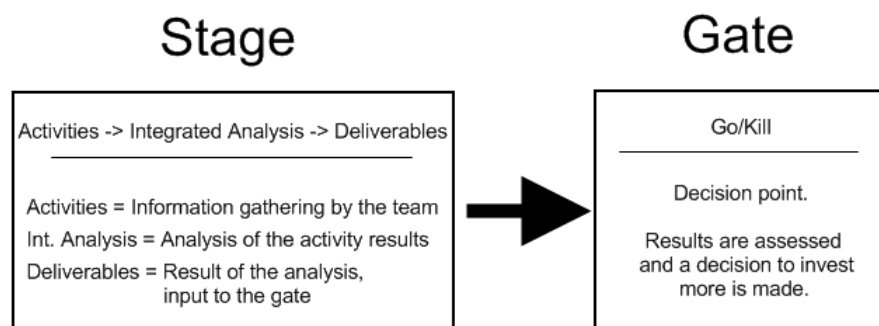 Stage
Activities -> Integrated Analysis -> Deliverables
Activities = Information gathering by the team
Int. Analysis = Analysis of the activity results
Deliverables = Result of the analysis,
input to the gate
Gate
Go/Kill
Decision point.
Results are assessed
and a decision to invest
more is made.